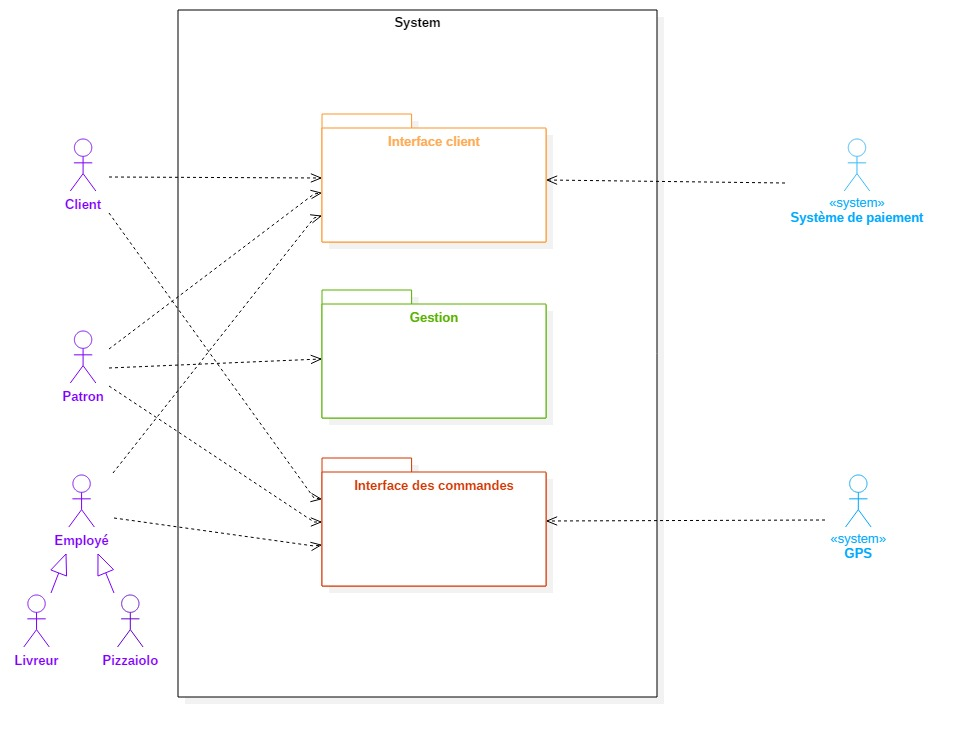 System
Interface client
Client
«system»
Système de paiement
Gestion
Patron
Interface des commandes
Employé
«system»
GPS
Livreur
Pizzaiolo